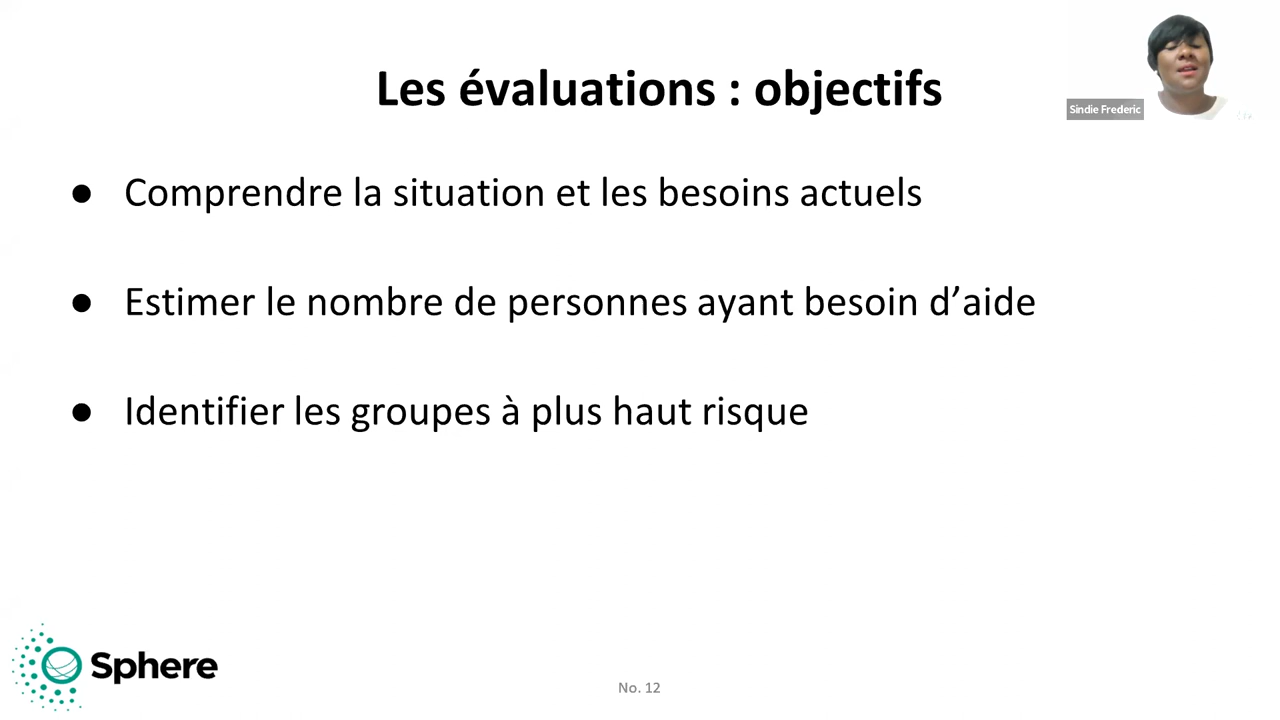 Les évaluations : objectifs
Sindie Frederic
● Comprendre la situation et les besoins actuels
● Estimer le nombre de personnes ayant besoin d’aide
● Identifier les groupes à plus haut risque
Sphere
No. 12